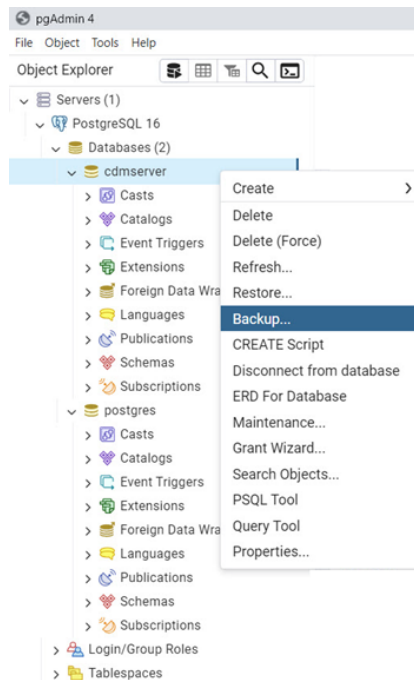 pgAdmin 4
File Object Tools Help
Object Explorer
Servers (1)
PostgreSQL 16
Databases (2)
cdmserver
Casts
Catalogs
Event Triggers
Extensions
Foreign Data Wra
Languages
Publications
Schemas
Subscriptions
postgres
Casts
Catalogs
Event Triggers
Extensions
Foreign Data Wra
Languages
Publications
Schemas
Subscriptions
Login/Group Roles
Tablespaces
Create
Delete
Delete (Force)
Refresh...
Restore...
Backup...
CREATE Script
Disconnect from database
ERD For Database
Maintenance...
Grant Wizard...
Search Objects...
PSQL Tool
Query Tool
Properties...